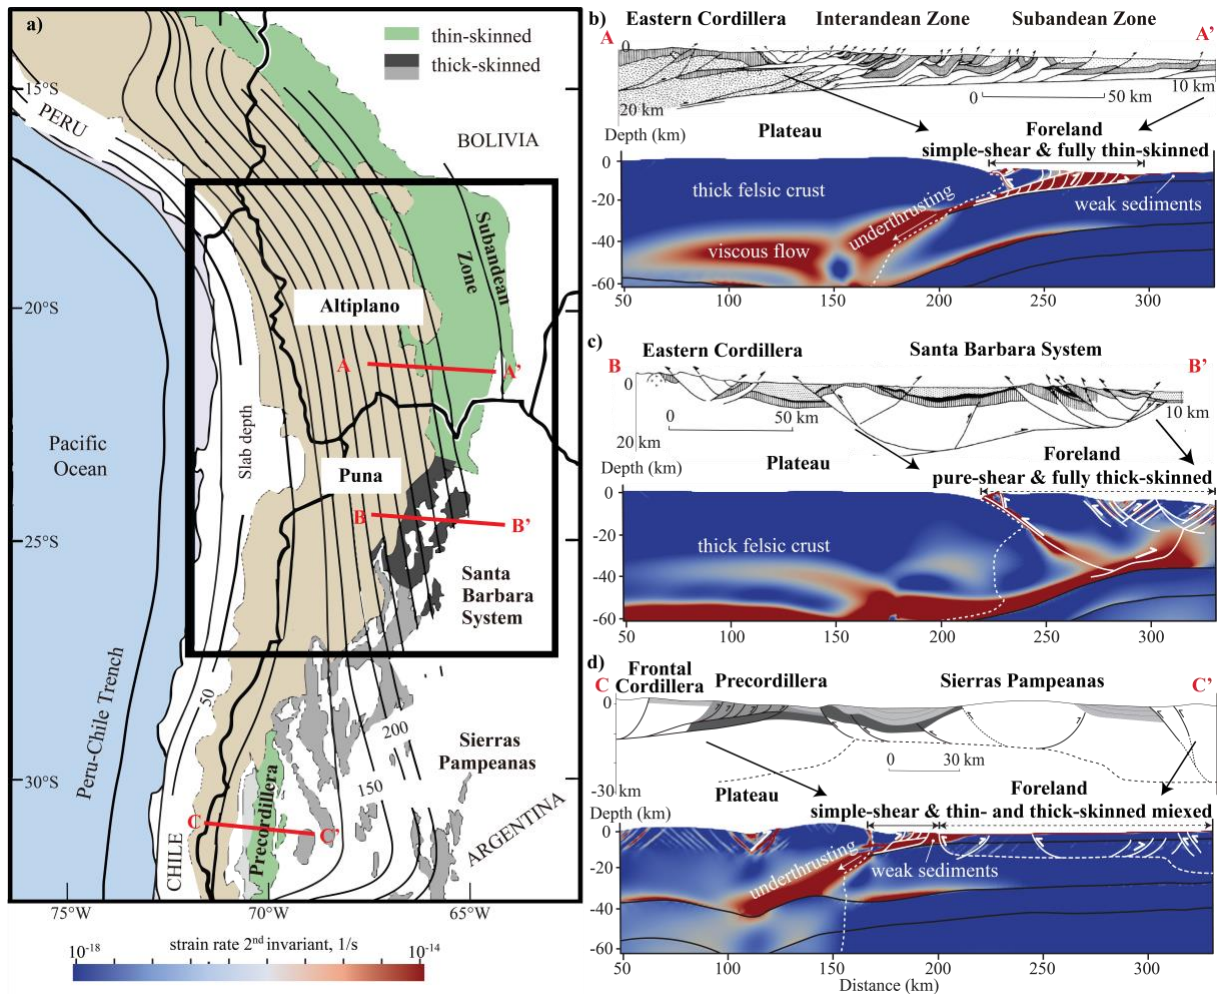 a)
thin-skinned
thick-skinned
15°S
PERU
BOLIVIA
Subandean
Zone
20°S
Altiplano
A
A'
Pacific
Ocean
Slab depth
Puna
B
B'
25°S
Santa
Barbara
System
Peru-Chile Trench
50
200
150
Sierras
Pampeanas
30°S
C
C'
Precordillera
CHILE
ARGENTINA
75°W
70°W
65°W
10-18
strain rate 2nd invariant, 1/s
10-14
b)
Eastern Cordillera
Interandean Zone
Subandean Zone
A
A'
0
20 km
0
50 km
10 km
Depth (km)
Plateau
Foreland
simple-shear & fully thin-skinned
0
-20
-40
-60
thick felsic crust
underthrusting
weak sediments
viscous flow
50
100
150
200
250
300
c)
Eastern Cordillera
Santa Barbara System
B
B'
0
0
50 km
10 km
20 km
Depth (km)
Plateau
Foreland
pure-shear & fully thick-skinned
0
-20
-40
-60
thick felsic crust
50
100
150
200
250
300
d)
Frontal
Cordillera
Precordillera
Sierras Pampeanas
C
C'
0
0
30 km
-30
km
Depth
(km)
Plateau
Foreland
simple-shear & thin- and thick-skinned miexed
0
-20
-40
-60
underthrusting
weak sediments
50
100
150
200
250
300
Distance (km)